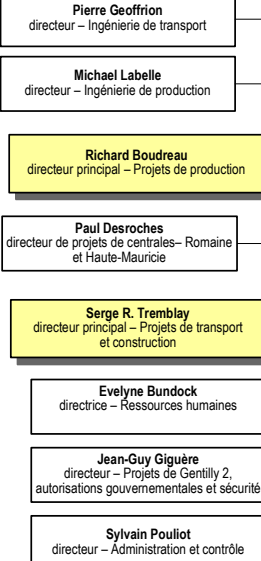 Pierre Geoffrion
directeur – Ingénierie de transport
Michael Labelle
directeur – Ingénierie de production
Richard Boudreau
directeur principal – Projets de production
Paul Desroches
directeur de projets de centrales– Romaine
et Haute-Mauricie
Serge R. Tremblay
directeur principal – Projets de transport
et construction
Evelyne Bundock
directrice – Ressources humaines
Jean-Guy Giguère
directeur – Projets de Gentilly 2,
autorisations gouvernementales et sécurité
Sylvain Pouliot
directeur – Administration et contrôle